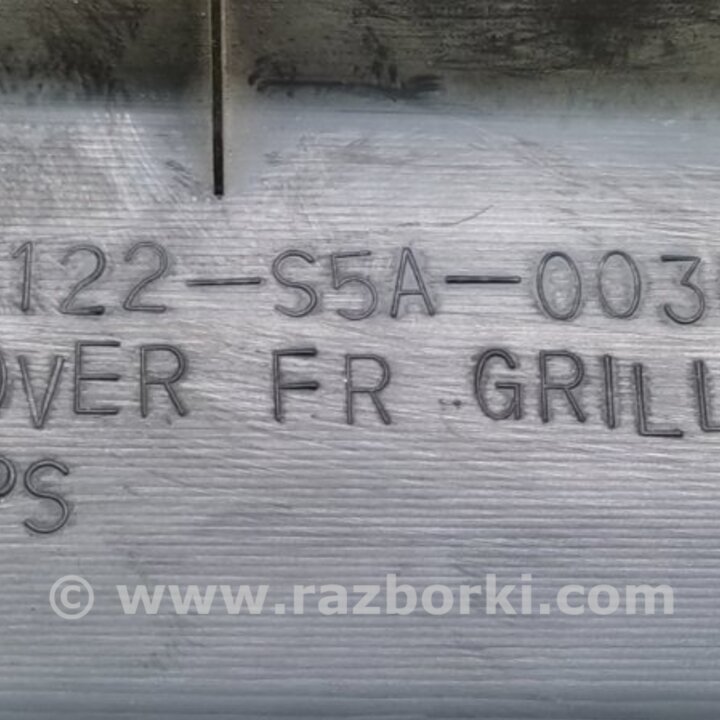 122-S5A-003
OVER FR GRILL
PS
© www.razborki.com